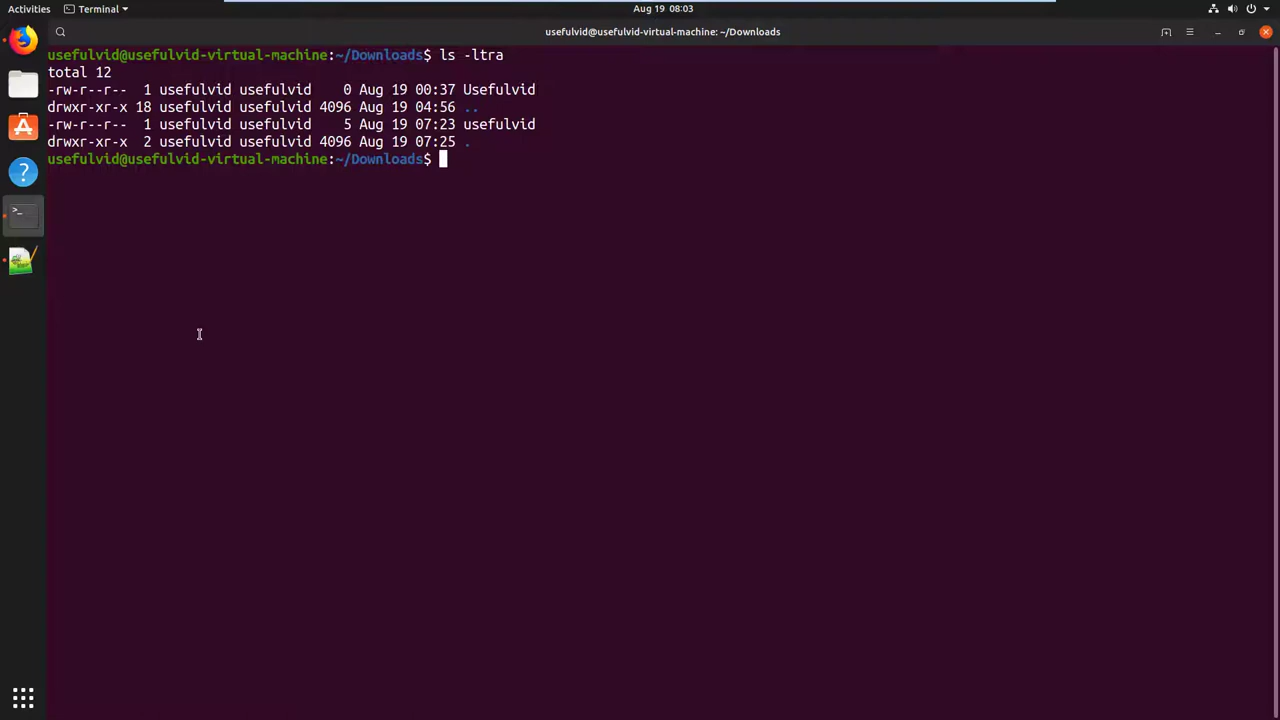 Activities Terminal Aug 19 08:03
usefulvid@usefulvid-virtual-machine: ~/Downloads
usefulvid@usefulvid-virtual-machine:~/Downloads$ ls -ltra
total 12
-rw-r--r--  1 usefulvid usefulvid    0 Aug 19 00:37 Usefulvid
drwxr-xr-x 18 usefulvid usefulvid 4096 Aug 19 04:56 ..
-rw-r--r--  1 usefulvid usefulvid    5 Aug 19 07:23 usefulvid
drwxr-xr-x  2 usefulvid usefulvid 4096 Aug 19 07:25 .
usefulvid@usefulvid-virtual-machine:~/Downloads$